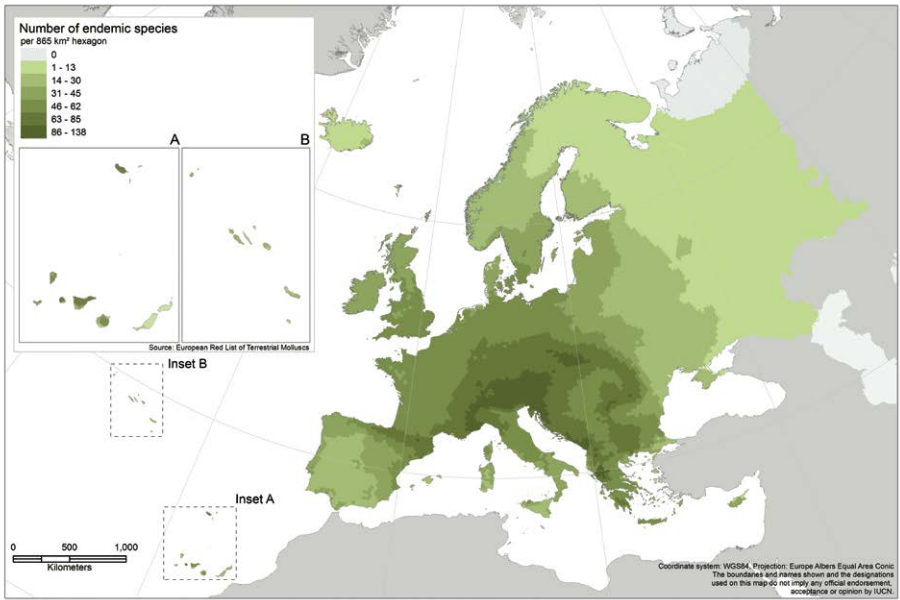 Number of endemic species
per 865 km² hexagon
0
1 - 13
14 - 30
31 - 45
46 - 62
63 - 85
86 - 138
A
B
Source: European Red List of Terrestrial Molluscs
Inset B
Inset A
0 500 1,000
Kilometers
Coordinate system: WGS84, Projection: Europe Albers Equal Area Conic
The boundaries and names shown and the designations
used on this map do not imply any official endorsement,
acceptance or opinion by IUCN.